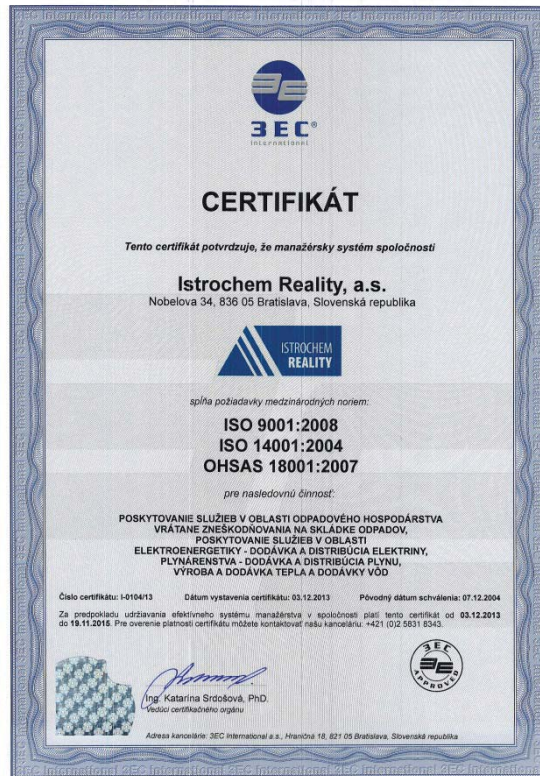 3EC International
3EC®
International
CERTIFIKÁT
Tento certifikát potvrdzuje, že manažérsky systém spoločnosti
Istrochem Reality, a.s.
Nobelova 34, 836 05 Bratislava, Slovenská republika
ISTROCHEM
REALITY
spĺňa požiadavky medzinárodných noriem:
ISO 9001:2008
ISO 14001:2004
OHSAS 18001:2007
pre nasledovnú činnosť:
POSKYTOVANIE SLUŽIEB V OBLASTI ODPADOVÉHO HOSPODÁRSTVA
VRÁTANE ZNEŠKODŇOVANIA NA SKLÁDKE ODPADOV,
POSKYTOVANIE SLUŽIEB V OBLASTI
ELEKTROENERGETIKY - DODÁVKA A DISTRIBÚCIA ELEKTRINY,
PLYNÁRENSTVA - DODÁVKA A DISTRIBÚCIA PLYNU,
VÝROBA A DODÁVKA TEPLA A DODÁVKY VÔD
Číslo certifikátu: I-0104/13 Dátum vystavenia certifikátu: 03.12.2013 Pôvodný dátum schválenia: 07.12.2004
Za predpokladu udržiavania efektívneho systému manažérstva v spoločnosti platí tento certifikát od 03.12.2013
do 19.11.2015. Pre overenie platnosti certifikátu môžete kontaktovať našu kanceláriu: +421 (0)2 5831 8343.
3EC
APPROVED
Ing. Katarína Srdošová, PhD.
Vedúci certifikačného orgánu
Adresa kancelárie: 3EC International a.s., Hraničná 18, 821 05 Bratislava, Slovenská republika